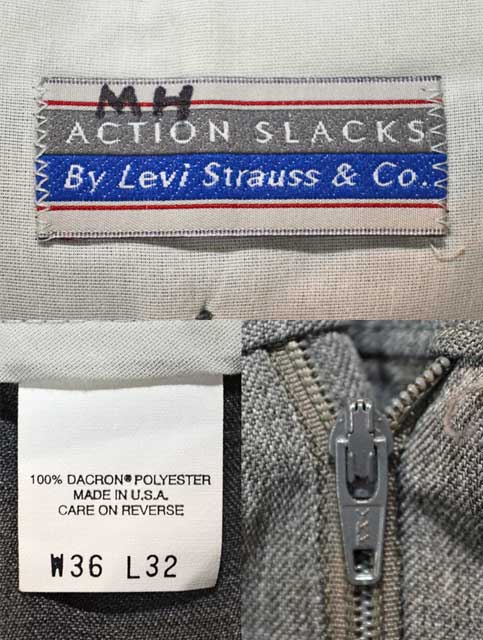 MH
ACTION SLACKS
By Levi Strauss & Co.
100% DACRON® POLYESTER
MADE IN U.S.A.
CARE ON REVERSE
W36 L32